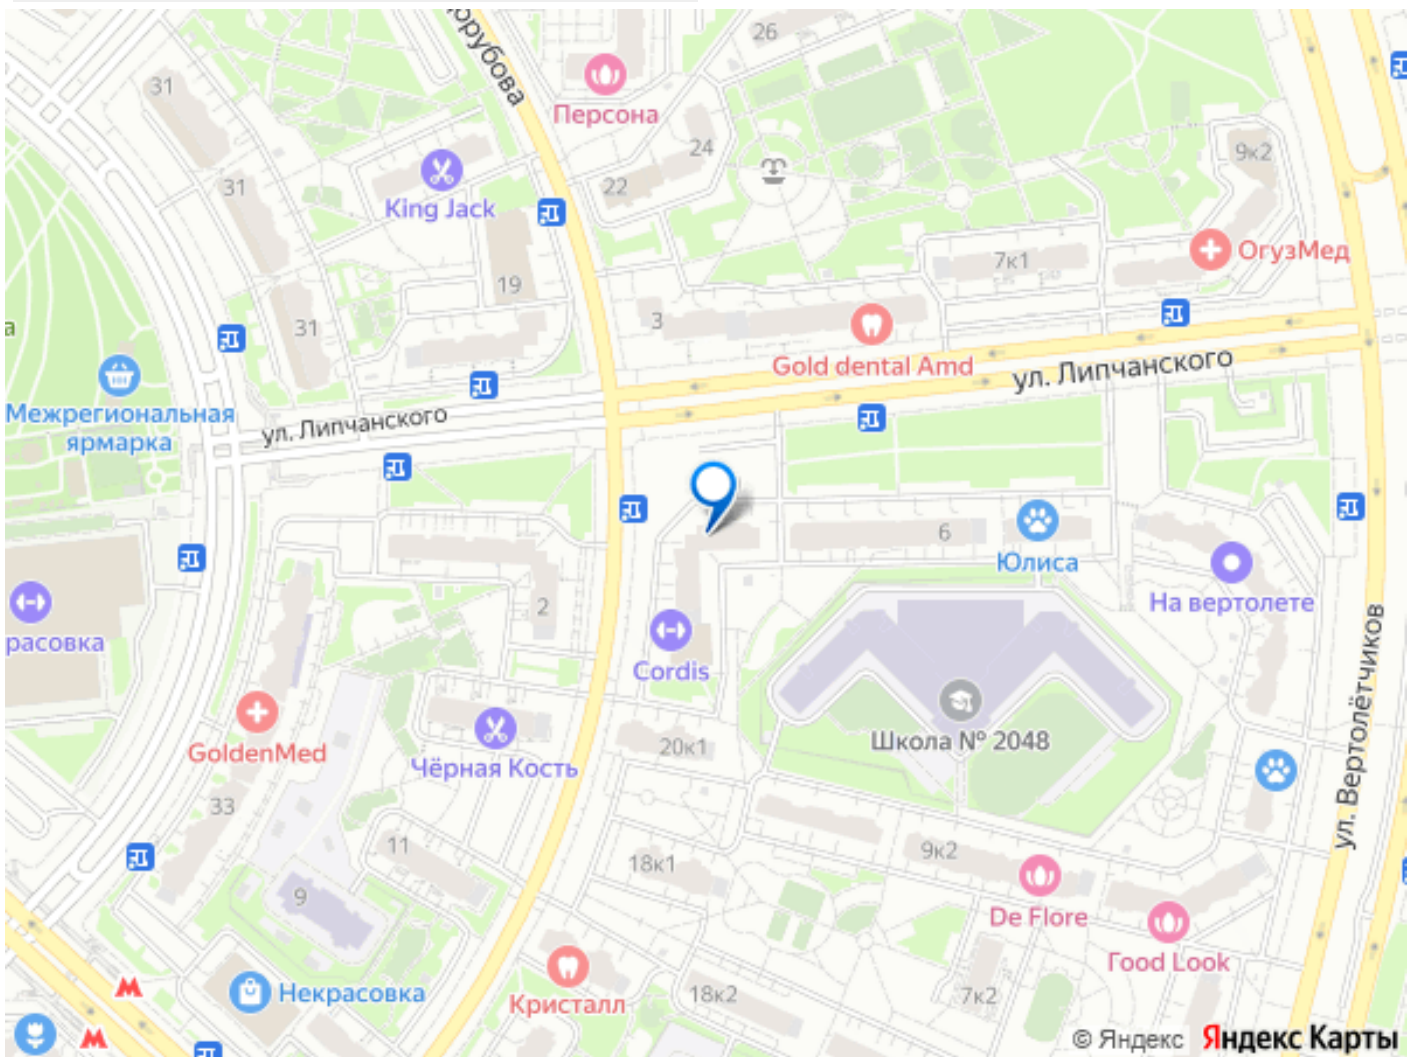 26
31
Персона
24
9к2
King Jack
31
22
7к1
ОгузМед
19
3
31
Gold dental Amd
ул. Липчанского
Межрегиональная
ярмарка
ул. Липчанского
6
Юлиса
На вертолете
2
Cordis
GoldenMed
Чёрная Кость
20к1
Школа № 2048
ул. Вертолётчиков
33
11
18к1
9к2
9
De Flore
Food Look
Некрасовка
Кристалл
18к2
7к2
© Яндекс Яндекс Карты